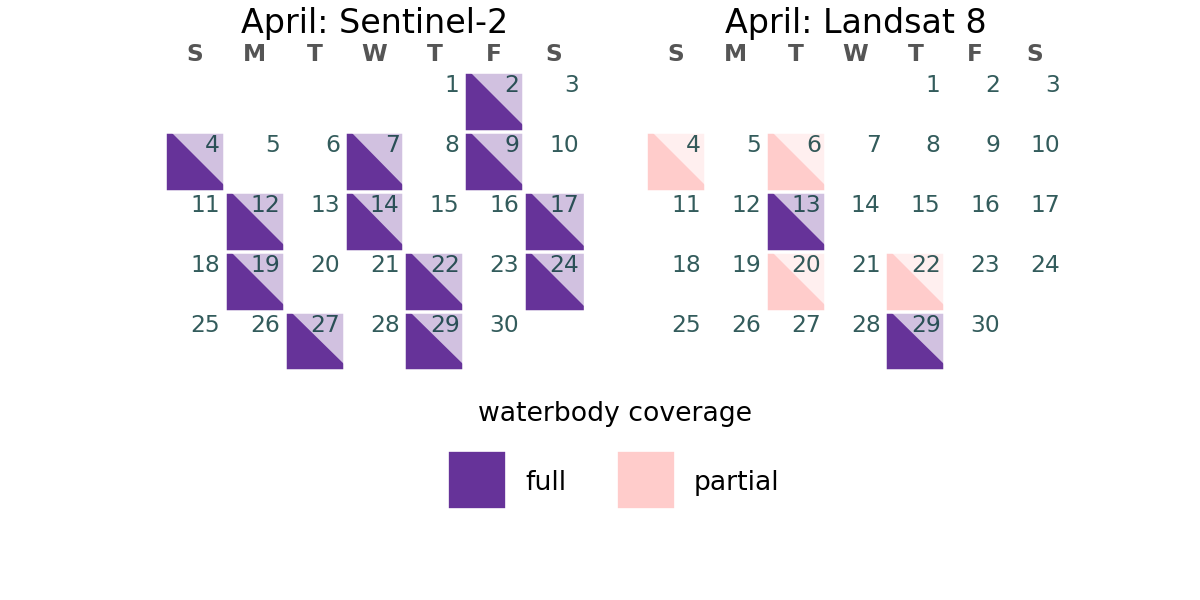 April: Sentinel-2
S M T W T F S
1 2 3
4 5 6 7 8 9 10
11 12 13 14 15 16 17
18 19 20 21 22 23 24
25 26 27 28 29 30
April: Landsat 8
S M T W T F S
1 2 3
4 5 6 7 8 9 10
11 12 13 14 15 16 17
18 19 20 21 22 23 24
25 26 27 28 29 30
waterbody coverage
full
partial